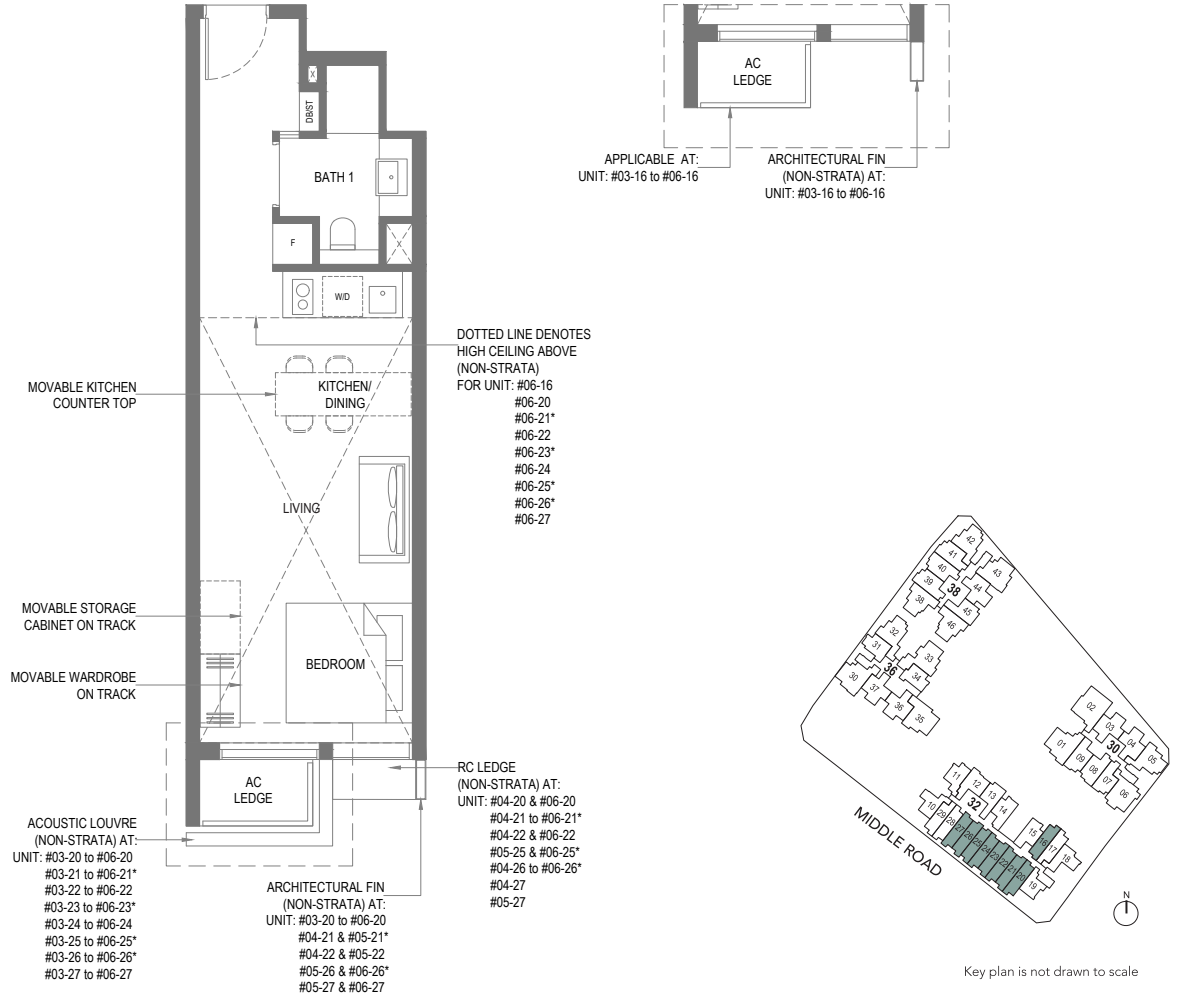 X
DB/ST
BATH 1
F
X
W/D
KITCHEN/
DINING
LIVING
BEDROOM
AC
LEDGE
MOVABLE KITCHEN
COUNTER TOP
MOVABLE STORAGE
CABINET ON TRACK
MOVABLE WARDROBE
ON TRACK
ACOUSTIC LOUVRE
(NON-STRATA) AT:
UNIT: #03-20 to #06-20
#03-21 to #06-21*
#03-22 to #06-22
#03-23 to #06-23*
#03-24 to #06-24
#03-25 to #06-25*
#03-26 to #06-26*
#03-27 to #06-27
ARCHITECTURAL FIN
(NON-STRATA) AT:
UNIT: #03-20 to #06-20
#04-21 & #05-21*
#04-22 & #05-22
#05-26 & #06-26*
#05-27 & #06-27
RC LEDGE
(NON-STRATA) AT:
UNIT: #04-20 & #06-20
#04-21 to #06-21*
#04-22 & #06-22
#05-25 & #06-25*
#04-26 to #06-26*
#04-27
#05-27
DOTTED LINE DENOTES
HIGH CEILING ABOVE
(NON-STRATA)
FOR UNIT: #06-16
#06-20
#06-21*
#06-22
#06-23*
#06-24
#06-25*
#06-26*
#06-27
AC
LEDGE
APPLICABLE AT:
UNIT: #03-16 to #06-16
ARCHITECTURAL FIN
(NON-STRATA) AT:
UNIT: #03-16 to #06-16
42
41
43
40
39
38
44
38
45
46
32
31
33
36
34
30
37
36
35
02
03
04
01
30
05
09
08
07
06
11
12
13
32
14
10
29
28
27
26
25
24
23
22
21
20
19
15
16
17
18
MIDDLE ROAD
N
Key plan is not drawn to scale